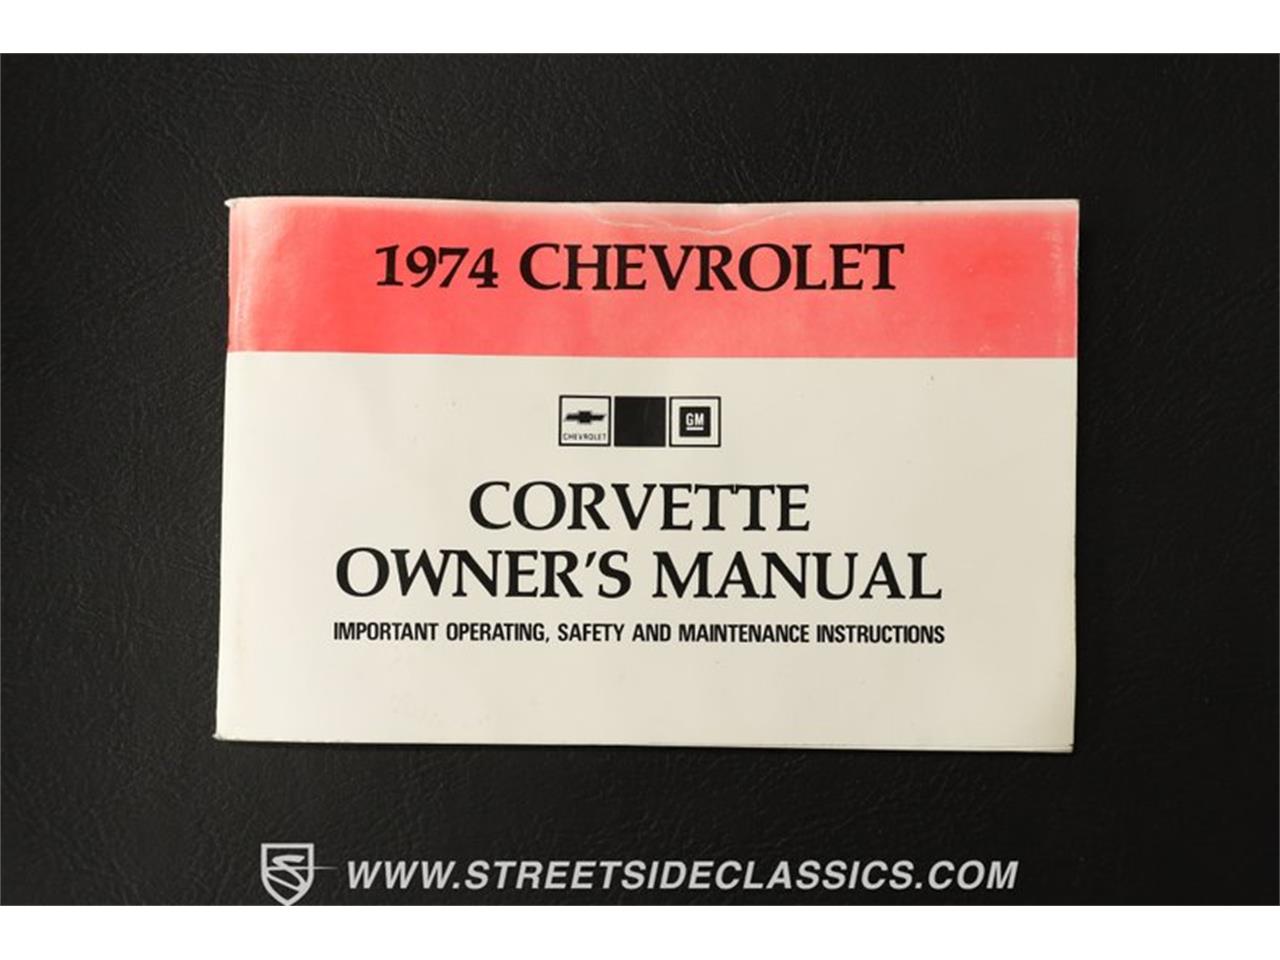 1974 CHEVROLET
CHEVROLET
GM
CORVETTE
OWNER'S MANUAL
IMPORTANT OPERATING, SAFETY AND MAINTENANCE INSTRUCTIONS
WWW.STREETSIDECLASSICS.COM